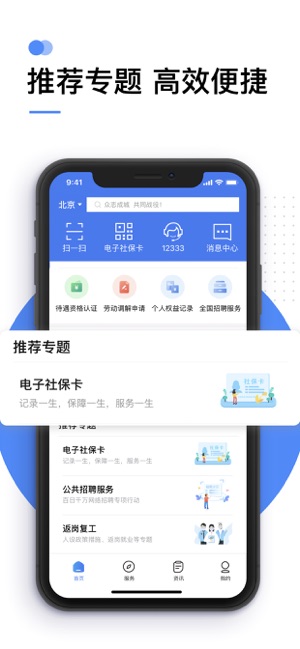 推荐专题 高效便捷
9:41
北京
众志成城 共同战役!
扫一扫
电子社保卡
12333
消息中心
待遇资格认证
劳动调解申请
个人权益记录
全国招聘服务
推荐专题
电子社保卡
记录一生，保障一生，服务一生
社保卡
推荐专题
电子社保卡
记录一生，保障一生，服务一生
公共招聘服务
百日千万网络招聘专项行动
返岗复工
人设政策措施、返岗就业等专题
首页
服务
资讯
我的